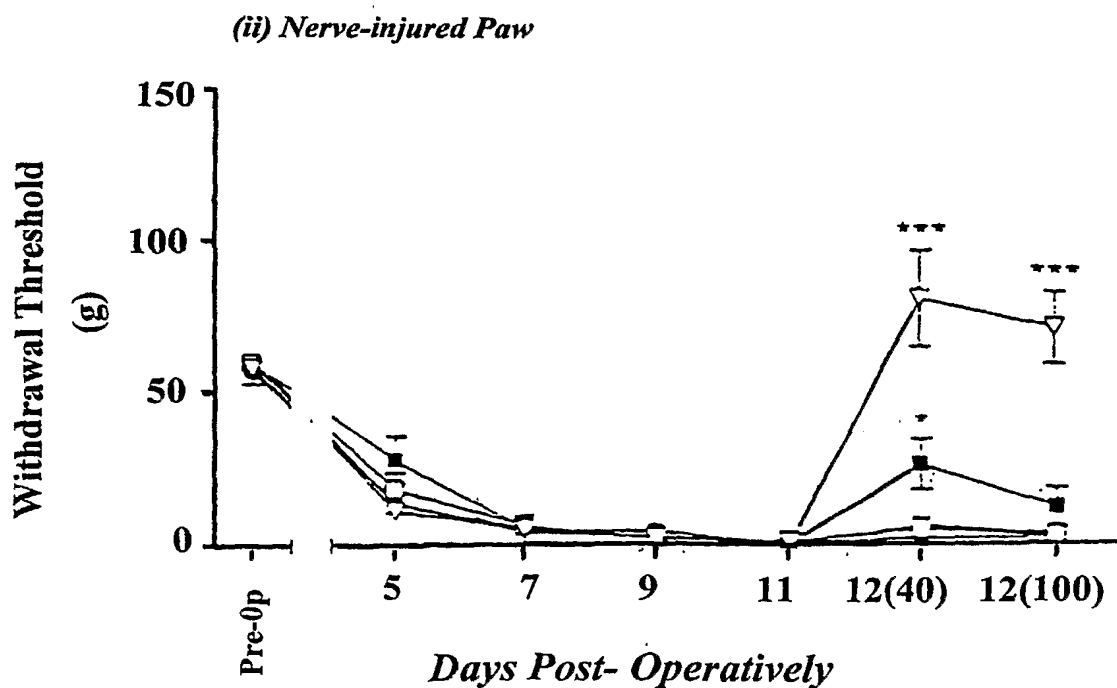 (ii) Nerve-injured Paw
150
100
50
0
Withdrawal Threshold
(g)
***
***
*
Pre-0p
5
7
9
11
12(40)
12(100)
Days Post- Operatively